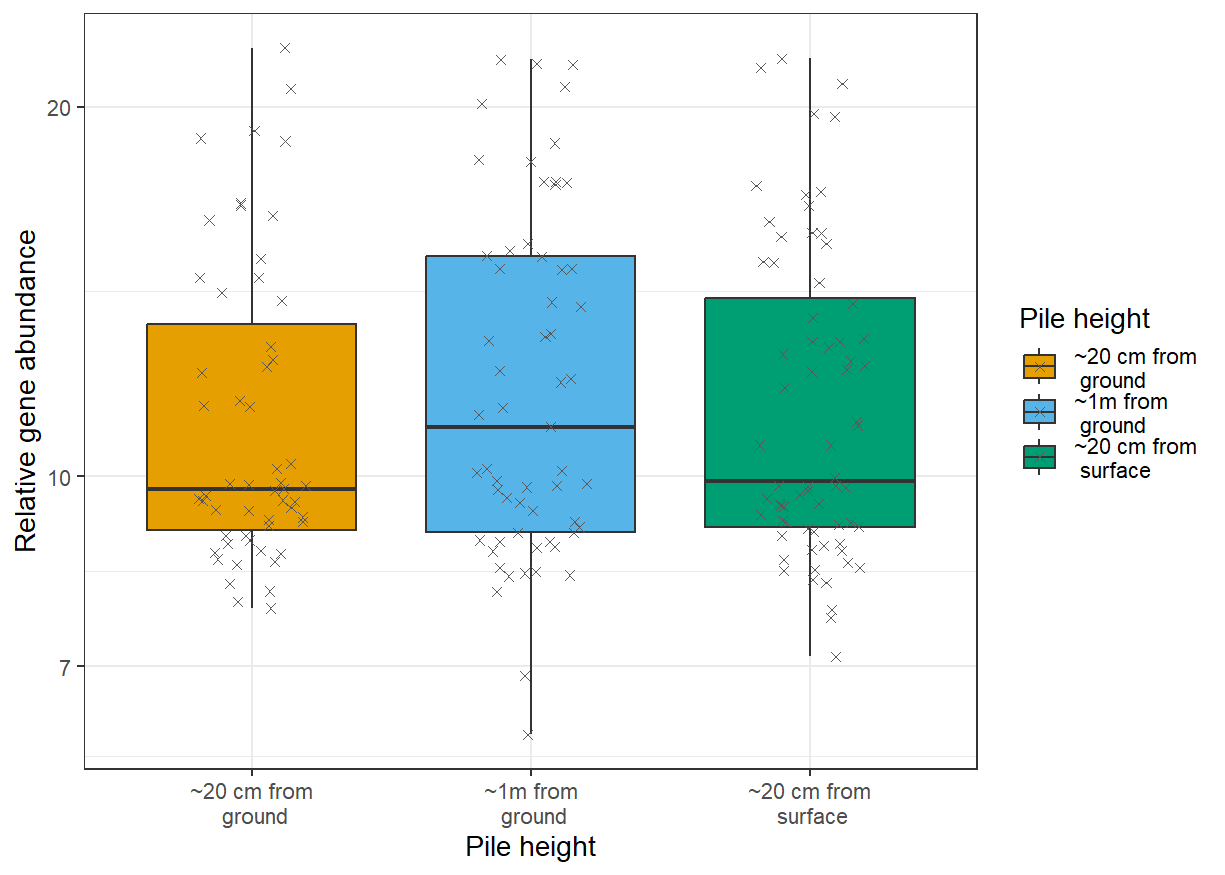 Relative gene abundance
20
10
7
~20 cm from
ground
~1m from
ground
~20 cm from
surface
Pile height
Pile height
~20 cm from
ground
~1m from
ground
~20 cm from
surface